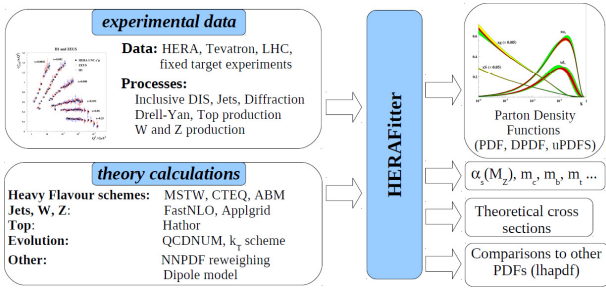 experimental data
H1 and ZEUS
Data: HERA, Tevatron, LHC,
fixed target experiments
Processes:
Inclusive DIS, Jets, Diffraction
Drell-Yan, Top production
W and Z production
theory calculations
Heavy Flavour schemes: MSTW, CTEQ, ABM
Jets, W, Z: FastNLO, Applgrid
Top: Hathor
Evolution: QCDNUM, kT scheme
Other: NNPDF reweighing
Dipole model
HERAFitter
Parton Density
Functions
(PDF, DPDF, uPDFS)
αs(MZ), mc, mb, mt ...
Theoretical cross
sections
Comparisons to other
PDFs (lhapdf)